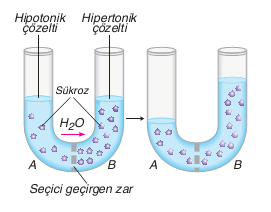 Hipotonik
çözelti
Hipertonik
çözelti
Sükroz
H₂O
A
B
A
B
Seçici geçirgen zar